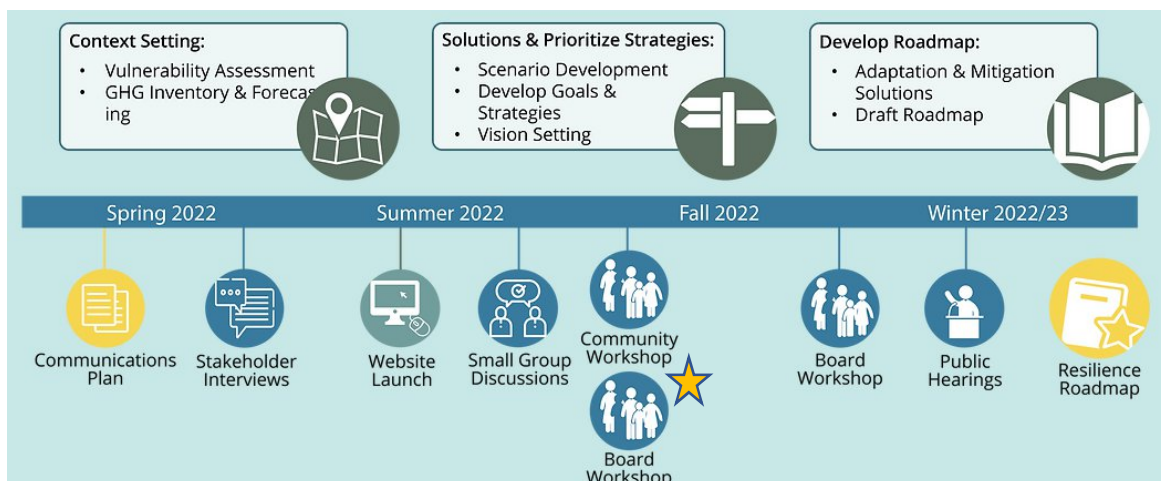 Context Setting:
• Vulnerability Assessment
• GHG Inventory & Forecas
ing
Solutions & Prioritize Strategies:
• Scenario Development
• Develop Goals &
Strategies
• Vision Setting
Develop Roadmap:
• Adaptation & Mitigation
Solutions
• Draft Roadmap
Spring 2022
Summer 2022
Fall 2022
Winter 2022/23
Communications
Plan
Stakeholder
Interviews
Website
Launch
Small Group
Discussions
Community
Workshop
Board
Workshop
Board
Workshop
Public
Hearings
Resilience
Roadmap